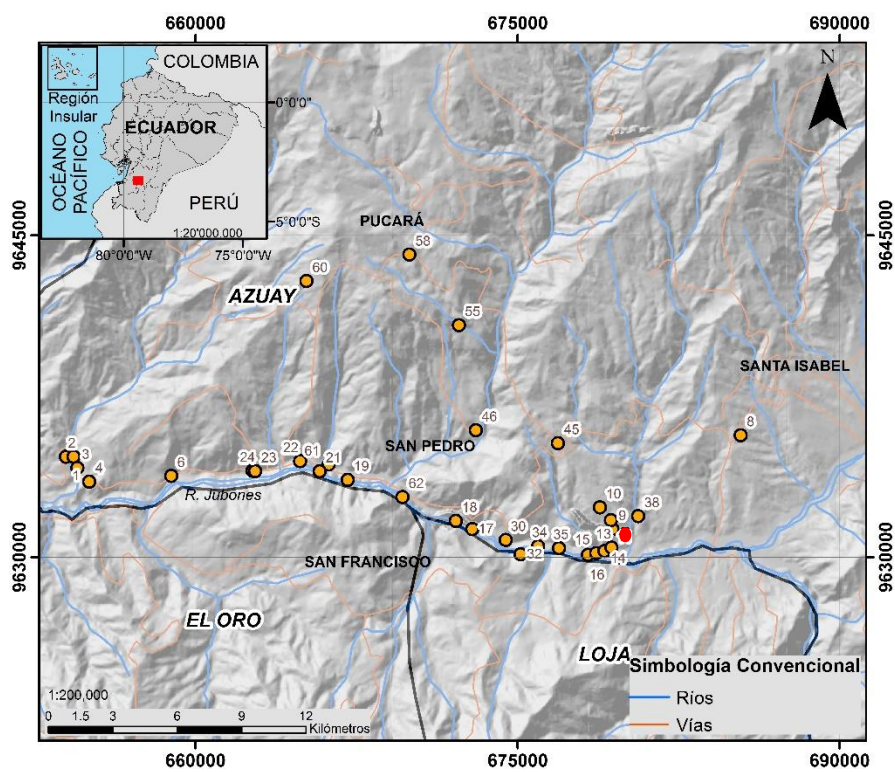 660000 675000 690000
COLOMBIA
N
Región
Insular
0°0'0"
ECUADOR
OCÉANO
PACÍFICO
PERÚ
5°0'0"S
1:20'000.000
80°0'0"W 75°0'0"W
9645000 9645000
PUCARÁ
58
60
AZUAY
55
SANTA ISABEL
8
46
45
SAN PEDRO
2
3
1
4
6
24 23
22 61 21
19
R. Jubones
62
10
38
9
18
17
30
34 35 15 13
32
14
16
9630000 9630000
SAN FRANCISCO
EL ORO
LOJA
Simbología Convencional
Ríos
Vías
1:200,000
0 1.5 3 6 9 12
Kilómetros
660000 675000 690000